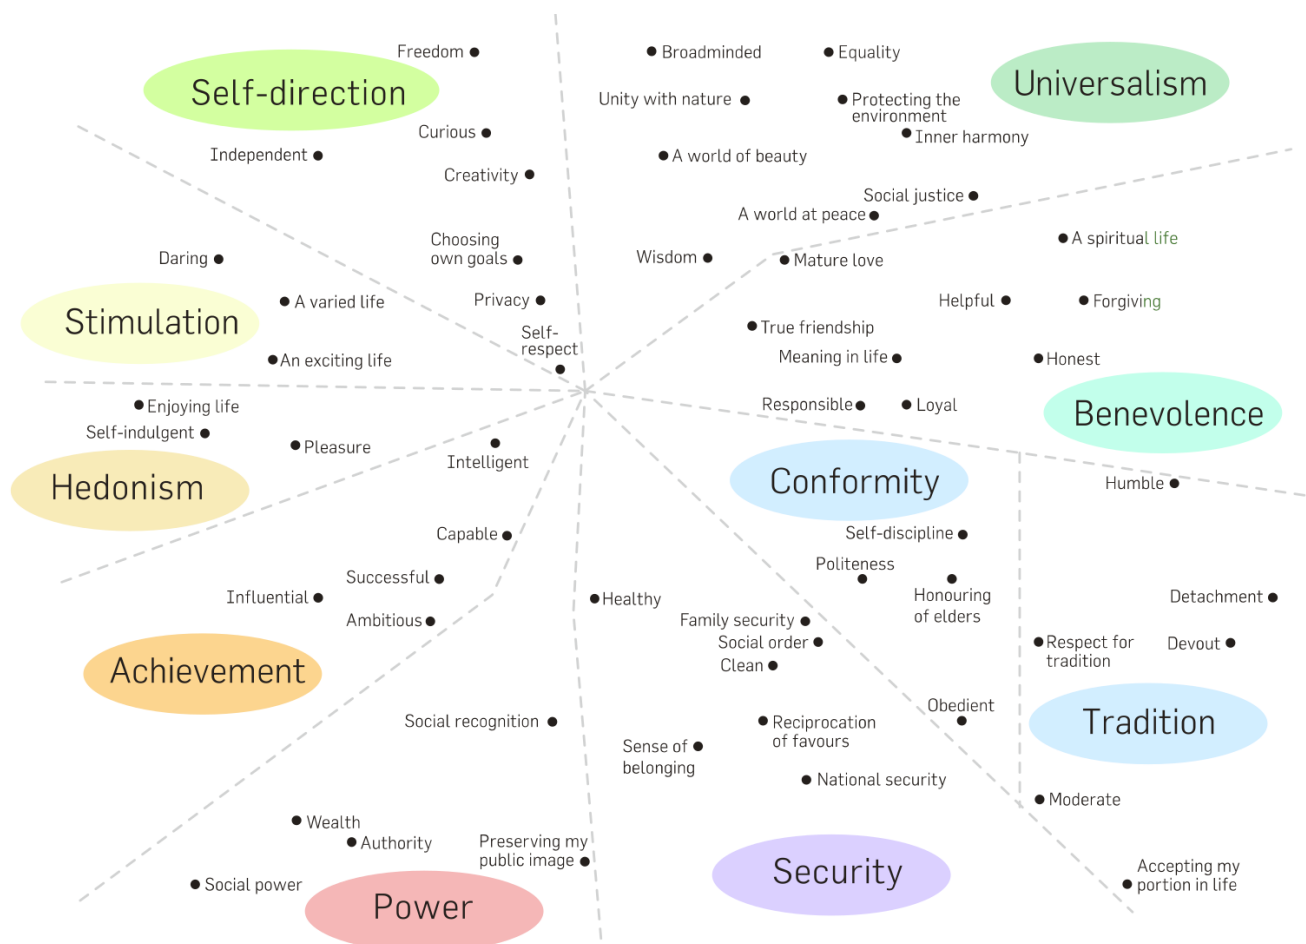 Freedom
Broadminded
Equality
Self-direction
Universalism
Unity with nature
Protecting the
environment
Curious
Inner harmony
Independent
A world of beauty
Creativity
Social justice
A world at peace
Choosing
own goals
Wisdom
Mature love
A spiritual life
Daring
A varied life
Privacy
Helpful
Forgiving
Stimulation
Self-
respect
True friendship
An exciting life
Meaning in life
Honest
Enjoying life
Responsible
Loyal
Benevolence
Self-indulgent
Pleasure
Intelligent
Hedonism
Conformity
Humble
Capable
Self-discipline
Successful
Politeness
Influential
Healthy
Honouring
of elders
Detachment
Ambitious
Family security
Social order
Clean
Respect for
tradition
Devout
Achievement
Social recognition
Obedient
Tradition
Sense of
belonging
Reciprocation
of favours
National security
Moderate
Wealth
Authority
Preserving my
public image
Security
Accepting my
portion in life
Social power
Power